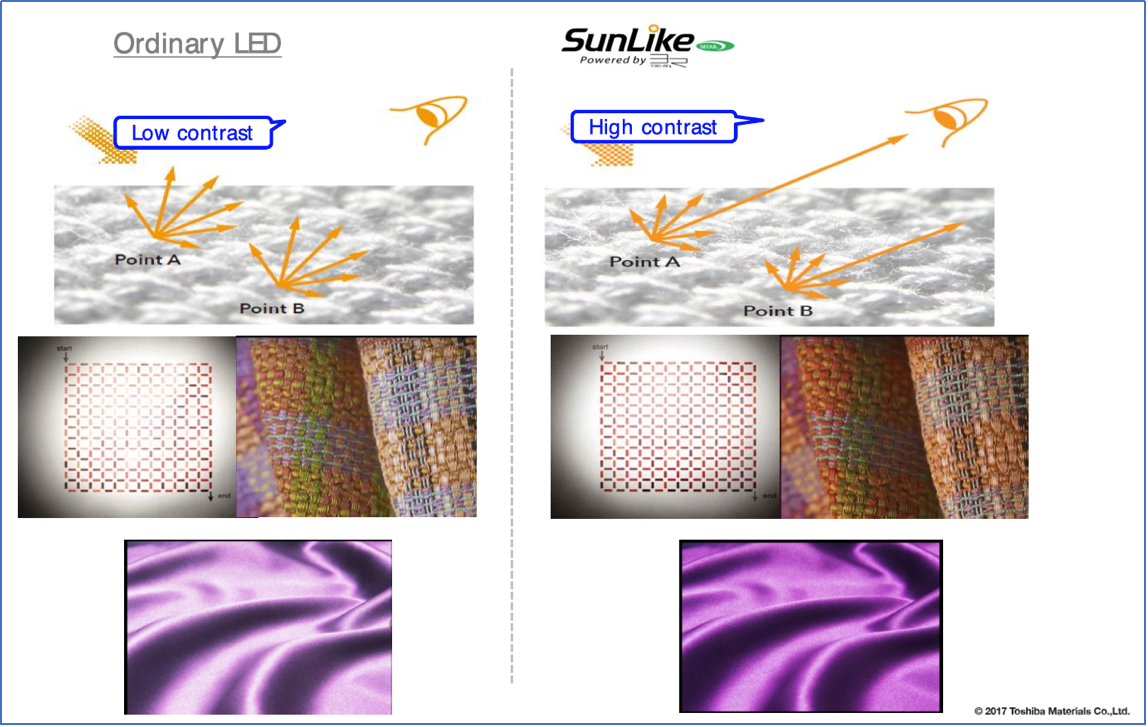 Ordinary LED
SunLike
SEOUL
Powered by
Low contrast
High contrast
Point A
Point B
Point A
Point B
start
end
start
end
© 2017 Toshiba Materials Co.,Ltd.